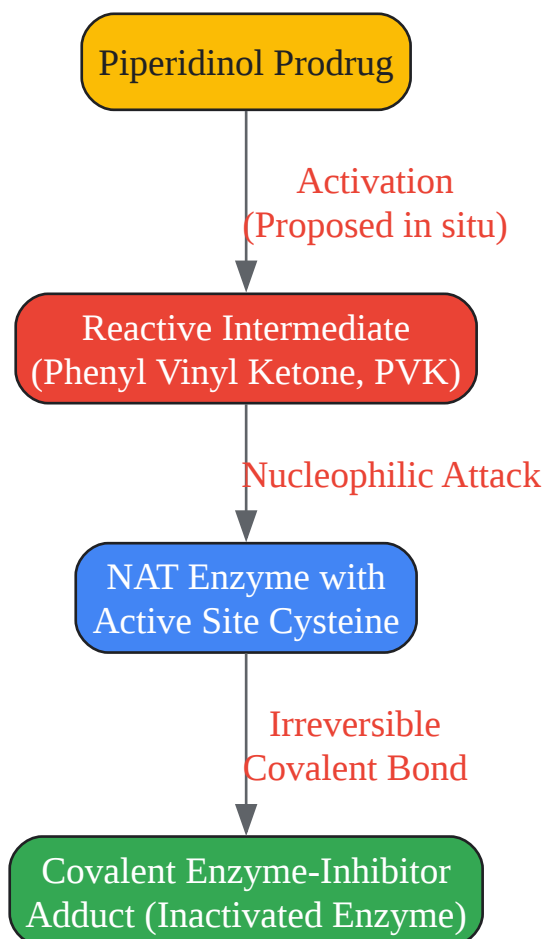 Piperidinol Prodrug
Activation
(Proposed in situ)
Reactive Intermediate
(Phenyl Vinyl Ketone, PVK)
Nucleophilic Attack
NAT Enzyme with
Active Site Cysteine
Irreversible
Covalent Bond
Covalent Enzyme-Inhibitor
Adduct (Inactivated Enzyme)